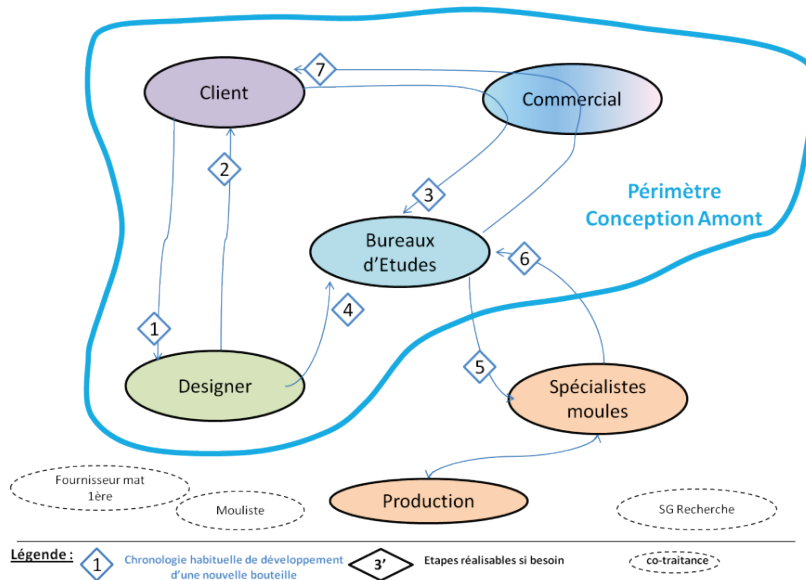 7
Client
Commercial
2
3
Périmètre
Conception Amont
Bureaux
d'Etudes
6
4
1
5
Designer
Spécialistes
moules
Fournisseur mat
1ère
Mouliste
Production
SG Recherche
Légende :
1
Chronologie habituelle de développement
d'une nouvelle bouteille
3'
Etapes réalisables si besoin
co-traitance